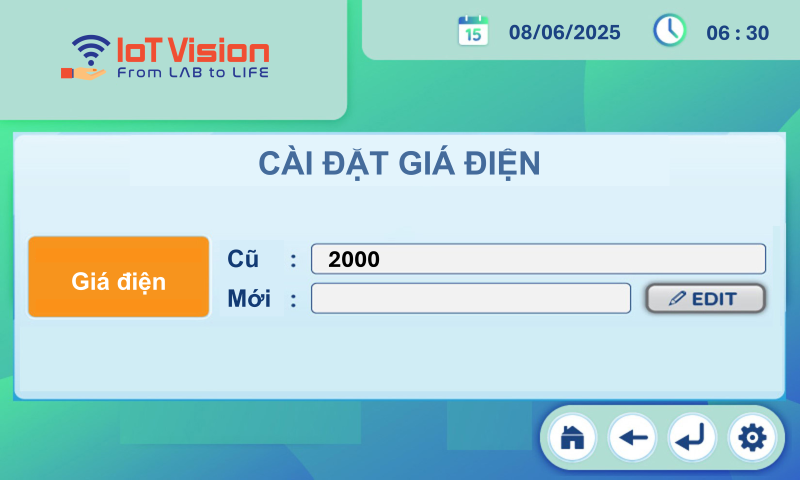 IoT Vision
From LAB to LIFE
15
08/06/2025
06 : 30
CÀI ĐẶT GIÁ ĐIỆN
Giá điện
Cũ : 2000
Mới :
EDIT